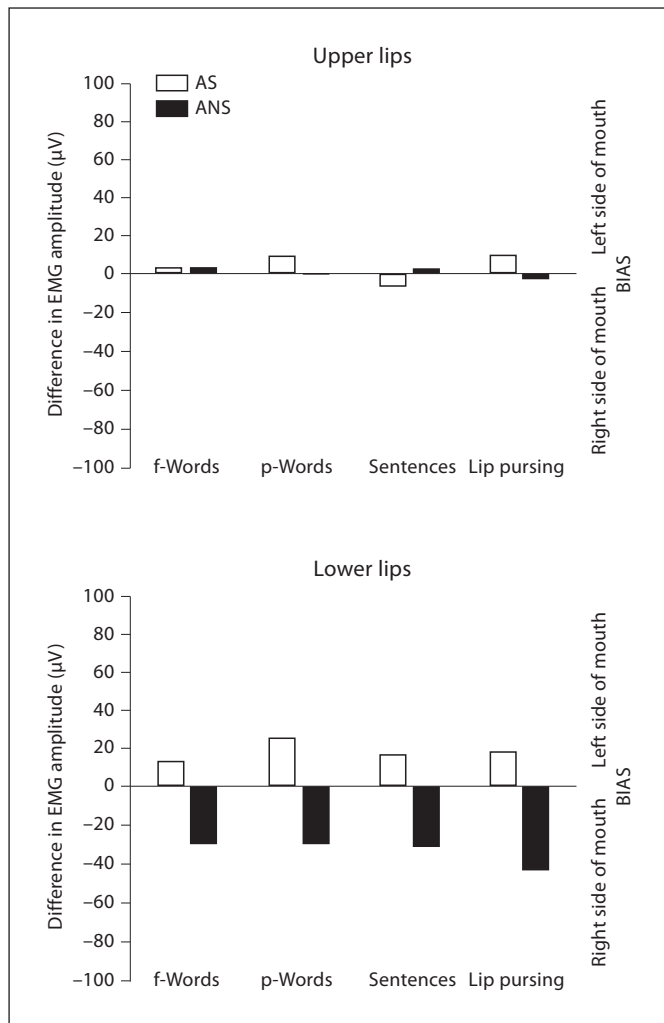 Upper lips
AS
ANS
Difference in EMG amplitude (µV)
100
80
60
40
20
0
–20
–40
–60
–80
–100
f-Words p-Words Sentences Lip pursing
Left side of mouth
Right side of mouth
BIAS
Lower lips
Difference in EMG amplitude (µV)
100
80
60
40
20
0
–20
–40
–60
–80
–100
f-Words p-Words Sentences Lip pursing
Left side of mouth
Right side of mouth
BIAS